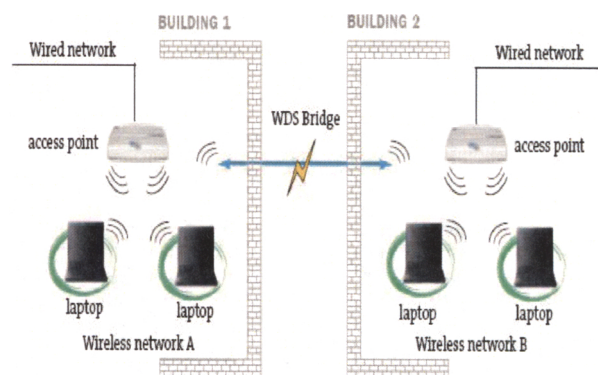 BUILDING 1
BUILDING 2
Wired network
Wired network
WDS Bridge
access point
access point
laptop
laptop
laptop
laptop
Wireless network A
Wireless network B